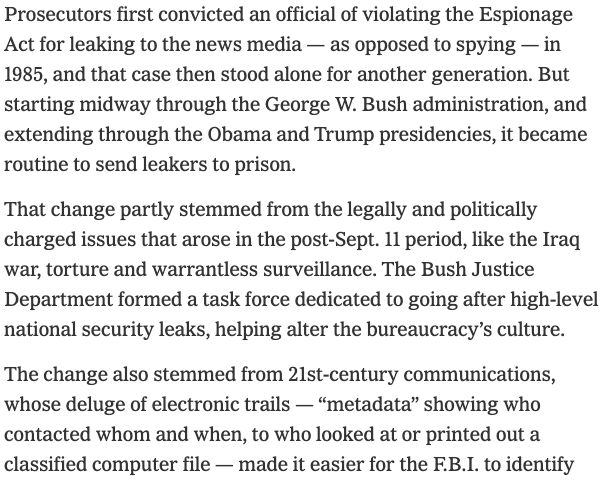 Prosecutors first convicted an official of violating the Espionage
Act for leaking to the news media — as opposed to spying — in
1985, and that case then stood alone for another generation. But
starting midway through the George W. Bush administration, and
extending through the Obama and Trump presidencies, it became
routine to send leakers to prison.
That change partly stemmed from the legally and politically
charged issues that arose in the post-Sept. 11 period, like the Iraq
war, torture and warrantless surveillance. The Bush Justice
Department formed a task force dedicated to going after high-level
national security leaks, helping alter the bureaucracy’s culture.
The change also stemmed from 21st-century communications,
whose deluge of electronic trails — “metadata” showing who
contacted whom and when, to who looked at or printed out a
classified computer file — made it easier for the F.B.I. to identify